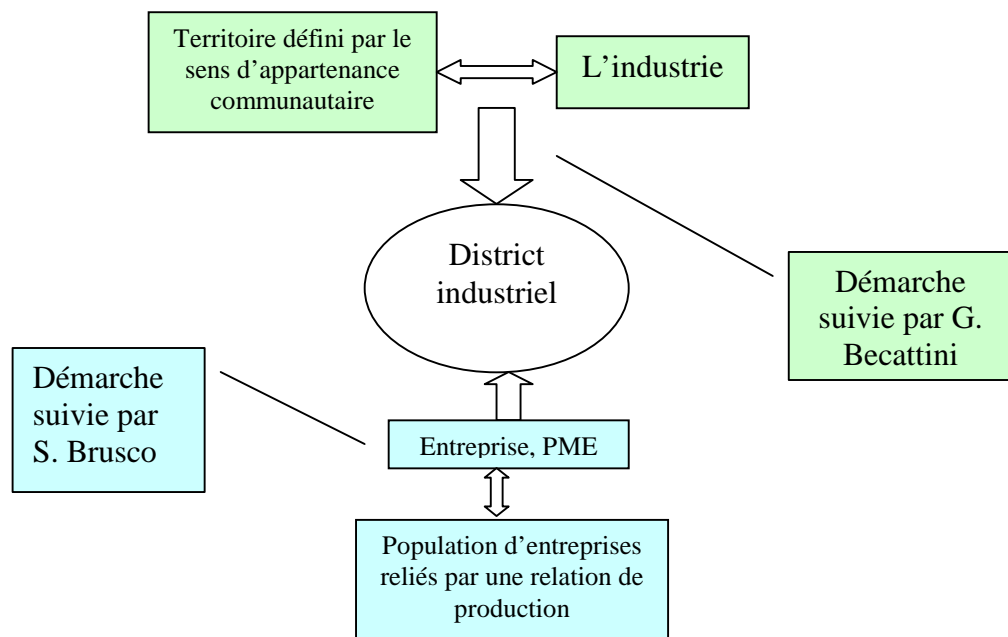 Territoire défini par le
sens d’appartenance
communautaire
L’industrie
District
industriel
Démarche
suivie par G.
Becattini
Démarche
suivie par
S. Brusco
Entreprise, PME
Population d’entreprises
reliés par une relation de
production